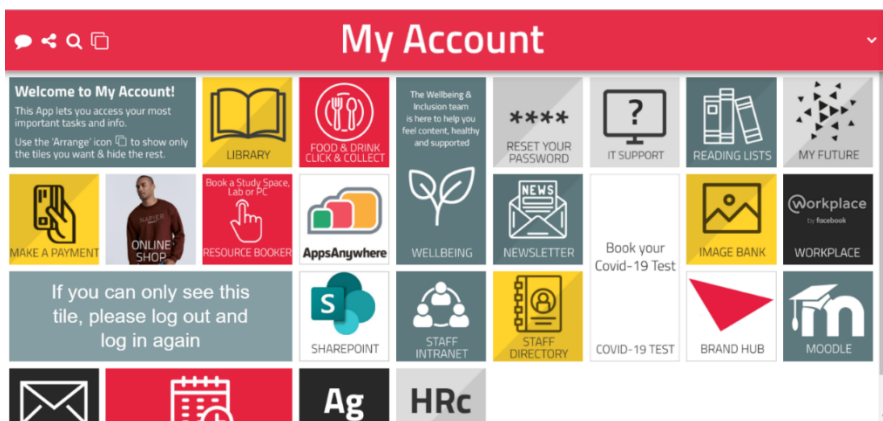 My Account
Welcome to My Account!
This App lets you access your most
important tasks and info.
Use the 'Arrange' icon to show only
the tiles you want & hide the rest.
LIBRARY
FOOD & DRINK
CLICK & COLLECT
The Wellbeing &
Inclusion team
is here to help you
feel content, healthy
and supported
WELLBEING
****
RESET YOUR
PASSWORD
?
IT SUPPORT
READING LISTS
MY FUTURE
MAKE A PAYMENT
NAPIER
ONLINE
SHOP
Book a Study Space,
Lab or PC
RESOURCE BOOKER
AppsAnywhere
NEWS
NEWSLETTER
Book your
Covid-19 Test
COVID-19 TEST
IMAGE BANK
Workplace
by facebook
WORKPLACE
If you can only see this
tile, please log out and
log in again
S
SHAREPOINT
STAFF
INTRANET
STAFF
DIRECTORY
BRAND HUB
m
MOODLE
Ag
HRc